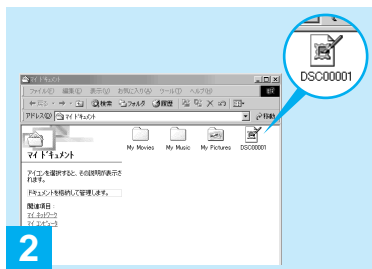 DSC00001
マイ ドキュメント
ファイル(F) 編集(E) 表示(V) お気に入り(A) ツール(T) ヘルプ(H)
戻る 検索 フォルダ 履歴
アドレス(D) マイ ドキュメント 移動
My Movies My Music My Pictures DSC00001
マイ ドキュメント
アイコンを選択すると、その説明が表示さ
れます。
ドキュメントを格納して管理します。
関連項目:
マイ ネットワーク
マイ コンピュータ
2